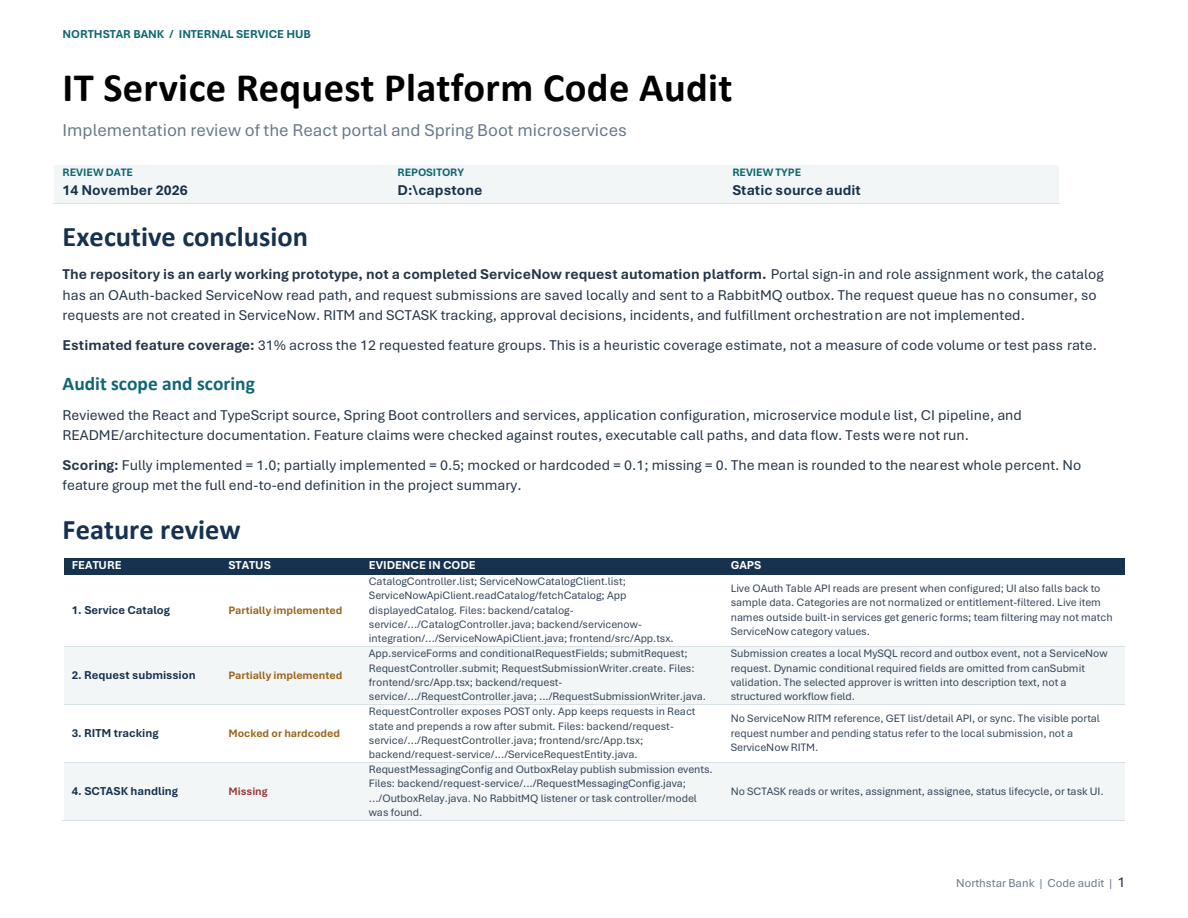 NORTHSTAR BANK / INTERNAL SERVICE HUB
IT Service Request Platform Code Audit
Implementation review of the React portal and Spring Boot microservices
REVIEW DATE
14 November 2026
REPOSITORY
D:\capstone
REVIEW TYPE
Static source audit
Executive conclusion
The repository is an early working prototype, not a completed ServiceNow request automation platform. Portal sign-in and role assignment work, the catalog
has an OAuth-backed ServiceNow read path, and request submissions are saved locally and sent to a RabbitMQ outbox. The request queue has no consumer, so
requests are not created in ServiceNow. RITM and SCTASK tracking, approval decisions, incidents, and fulfillment orchestration are not implemented.
Estimated feature coverage: 31% across the 12 requested feature groups. This is a heuristic coverage estimate, not a measure of code volume or test pass rate.
Audit scope and scoring
Reviewed the React and TypeScript source, Spring Boot controllers and services, application configuration, microservice module list, CI pipeline, and
README/architecture documentation. Feature claims were checked against routes, executable call paths, and data flow. Tests were not run.
Scoring: Fully implemented = 1.0; partially implemented = 0.5; mocked or hardcoded = 0.1; missing = 0. The mean is rounded to the nearest whole percent. No
feature group met the full end-to-end definition in the project summary.
Feature review
FEATURE STATUS EVIDENCE IN CODE GAPS
1. Service Catalog
Partially implemented
CatalogController.list; ServiceNowCatalogClient.list;
ServiceNowApiClient.readCatalog/fetchCatalog; App
displayedCatalog. Files: backend/catalog-
service/.../CatalogController.java; backend/servicenow-
integration/.../ServiceNowApiClient.java; frontend/src/App.tsx.
Live OAuth Table API reads are present when configured; UI also falls back to
sample data. Categories are not normalized or entitlement-filtered. Live item
names outside built-in services get generic forms; team filtering may not match
ServiceNow category values.
2. Request submission
Partially implemented
App.serviceForms and conditionalRequestFields; submitRequest;
RequestController.submit; RequestSubmissionWriter.create. Files:
frontend/src/App.tsx; backend/request-
service/.../RequestController.java; .../RequestSubmissionWriter.java.
Submission creates a local MySQL record and outbox event, not a ServiceNow
request. Dynamic conditional required fields are omitted from canSubmit
validation. The selected approver is written into description text, not a
structured workflow field.
3. RITM tracking
Mocked or hardcoded
RequestController exposes POST only. App keeps requests in React
state and prepends a row after submit. Files: backend/request-
service/.../RequestController.java; frontend/src/App.tsx;
backend/request-service/.../ServiceRequestEntity.java.
No ServiceNow RITM reference, GET list/detail API, or sync. The visible portal
request number and pending status refer to the local submission, not a
ServiceNow RITM.
4. SCTASK handling
Missing
RequestMessagingConfig and OutboxRelay publish submission events.
Files: backend/request-service/.../RequestMessagingConfig.java;
.../OutboxRelay.java. No RabbitMQ listener or task controller/model
was found.
No SCTASK reads or writes, assignment, assignee, status lifecycle, or task UI.
Northstar Bank | Code audit | 1